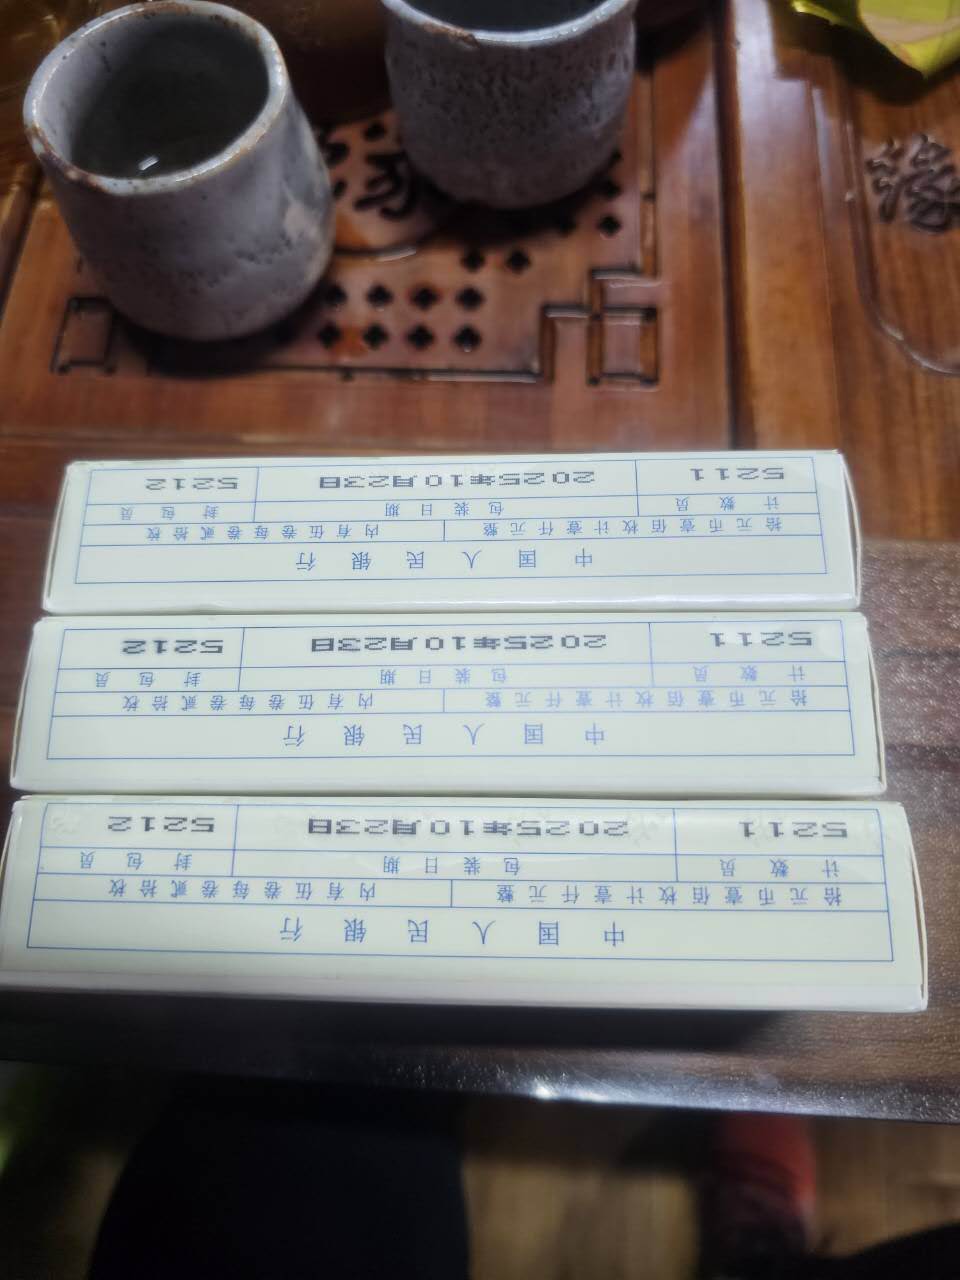 缘
中国人民银行
拾元币壹佰枚计壹仟元整 内有伍卷每卷贰拾枚
计数员 包装日期 封包员
5211 2025年10月23日 5212
中国人民银行
拾元币壹佰枚计壹仟元整 内有伍卷每卷贰拾枚
计数员 包装日期 封包员
5211 2025年10月23日 5212
中国人民银行
拾元币壹佰枚计壹仟元整 内有伍卷每卷贰拾枚
计数员 包装日期 封包员
5211 2025年10月23日 5212